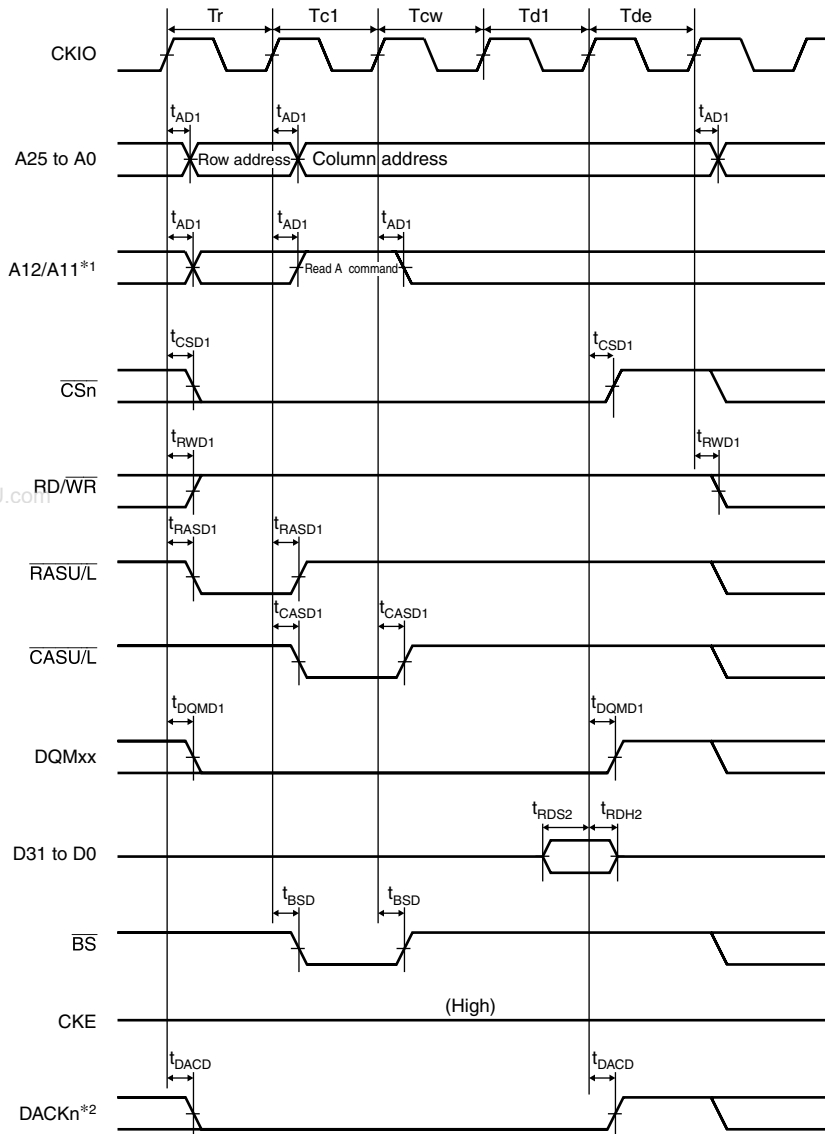 Tr Tc1 Tcw Td1 Tde
CKIO
tAD1 tAD1 tAD1
A25 to A0 Row address Column address
tAD1 tAD1 tAD1
A12/A11*1 Read A command
tCSD1 tCSD1
CSn
tRWD1 tRWD1
RD/WR
J.com
tRASD1 tRASD1
RASU/L
tCASD1 tCASD1
CASU/L
tDQMD1 tDQMD1
DQMxx
tRDS2 tRDH2
D31 to D0
tBSD tBSD
BS
(High)
CKE
tDACD tDACD
DACKn*2